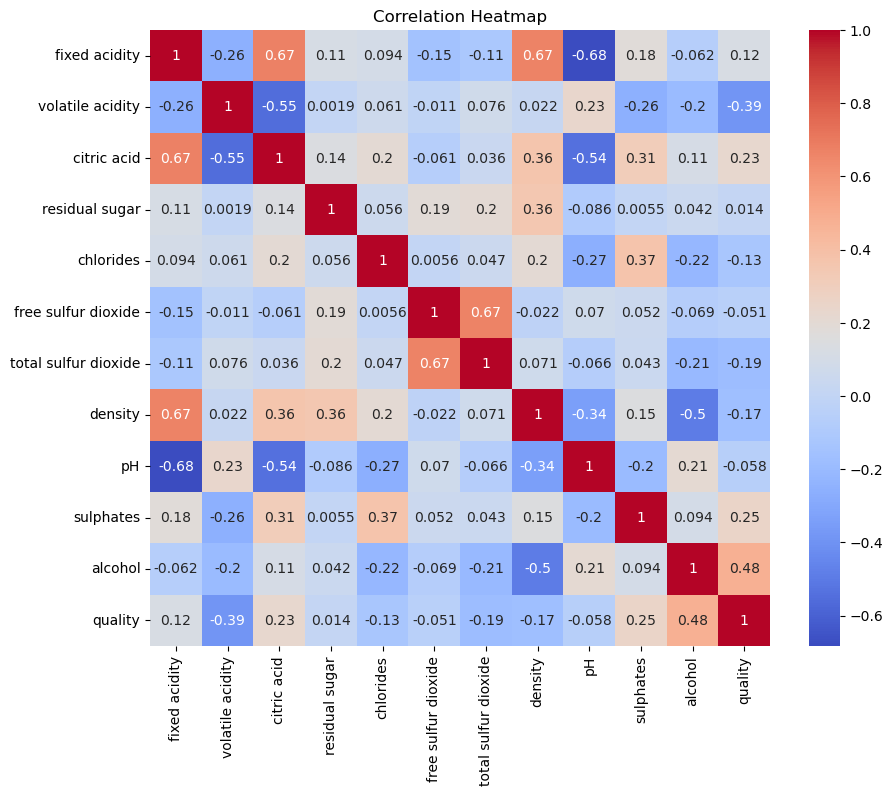 Correlation Heatmap
fixed acidity 1 -0.26 0.67 0.11 0.094 -0.15 -0.11 0.67 -0.68 0.18 -0.062 0.12
volatile acidity -0.26 1 -0.55 0.0019 0.061 -0.011 0.076 0.022 0.23 -0.26 -0.2 -0.39
citric acid 0.67 -0.55 1 0.14 0.2 -0.061 0.036 0.36 -0.54 0.31 0.11 0.23
residual sugar 0.11 0.0019 0.14 1 0.056 0.19 0.2 0.36 -0.086 0.0055 0.042 0.014
chlorides 0.094 0.061 0.2 0.056 1 0.0056 0.047 0.2 -0.27 0.37 -0.22 -0.13
free sulfur dioxide -0.15 -0.011 -0.061 0.19 0.0056 1 0.67 -0.022 0.07 0.052 -0.069 -0.051
total sulfur dioxide -0.11 0.076 0.036 0.2 0.047 0.67 1 0.071 -0.066 0.043 -0.21 -0.19
density 0.67 0.022 0.36 0.36 0.2 -0.022 0.071 1 -0.34 0.15 -0.5 -0.17
pH -0.68 0.23 -0.54 -0.086 -0.27 0.07 -0.066 -0.34 1 -0.2 0.21 -0.058
sulphates 0.18 -0.26 0.31 0.0055 0.37 0.052 0.043 0.15 -0.2 1 0.094 0.25
alcohol -0.062 -0.2 0.11 0.042 -0.22 -0.069 -0.21 -0.5 0.21 0.094 1 0.48
quality 0.12 -0.39 0.23 0.014 -0.13 -0.051 -0.19 -0.17 -0.058 0.25 0.48 1
fixed acidity
volatile acidity
citric acid
residual sugar
chlorides
free sulfur dioxide
total sulfur dioxide
density
pH
sulphates
alcohol
quality
1.0
0.8
0.6
0.4
0.2
0.0
−0.2
−0.4
−0.6